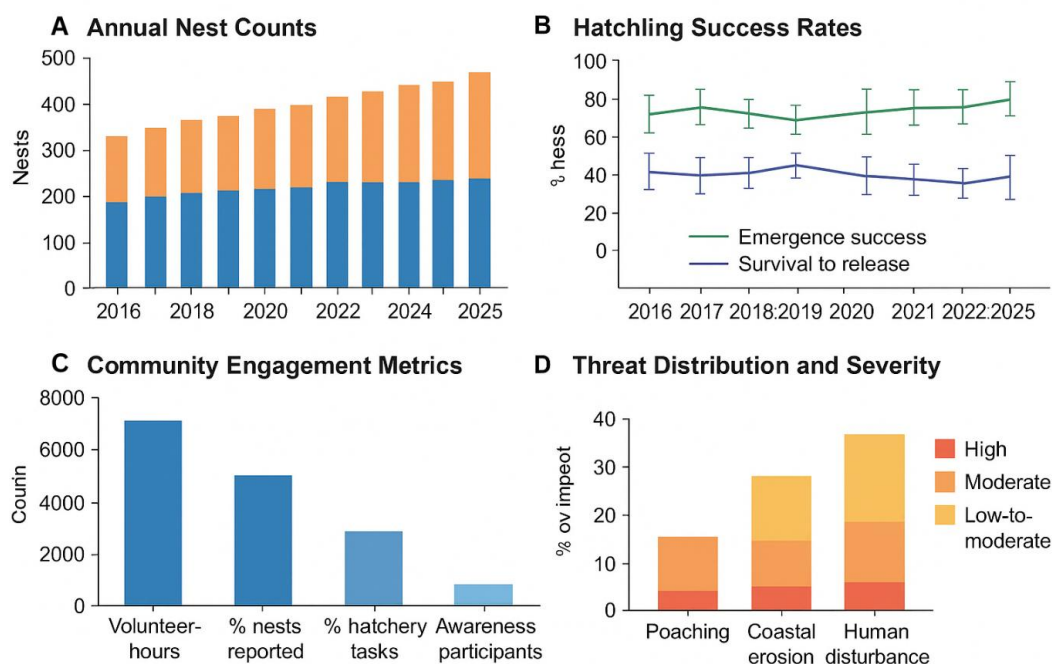 A Annual Nest Counts
500
400
300
200
100
0
Nests
2016 2018 2020 2022 2024 2025
B Hatchling Success Rates
100
80
60
40
20
0
% hess
Emergence success
Survival to release
2016 2017 2018:2019 2020 2021 2022:2025
C Community Engagement Metrics
8000
6000
4000
2000
0
Courin
Volunteer-
hours
% nests
reported
% hatchery
tasks
Awareness
participants
D Threat Distribution and Severity
40
30
20
10
0
% ov impeot
High
Moderate
Low-to-
moderate
Poaching
Coastal
erosion
Human
disturbance